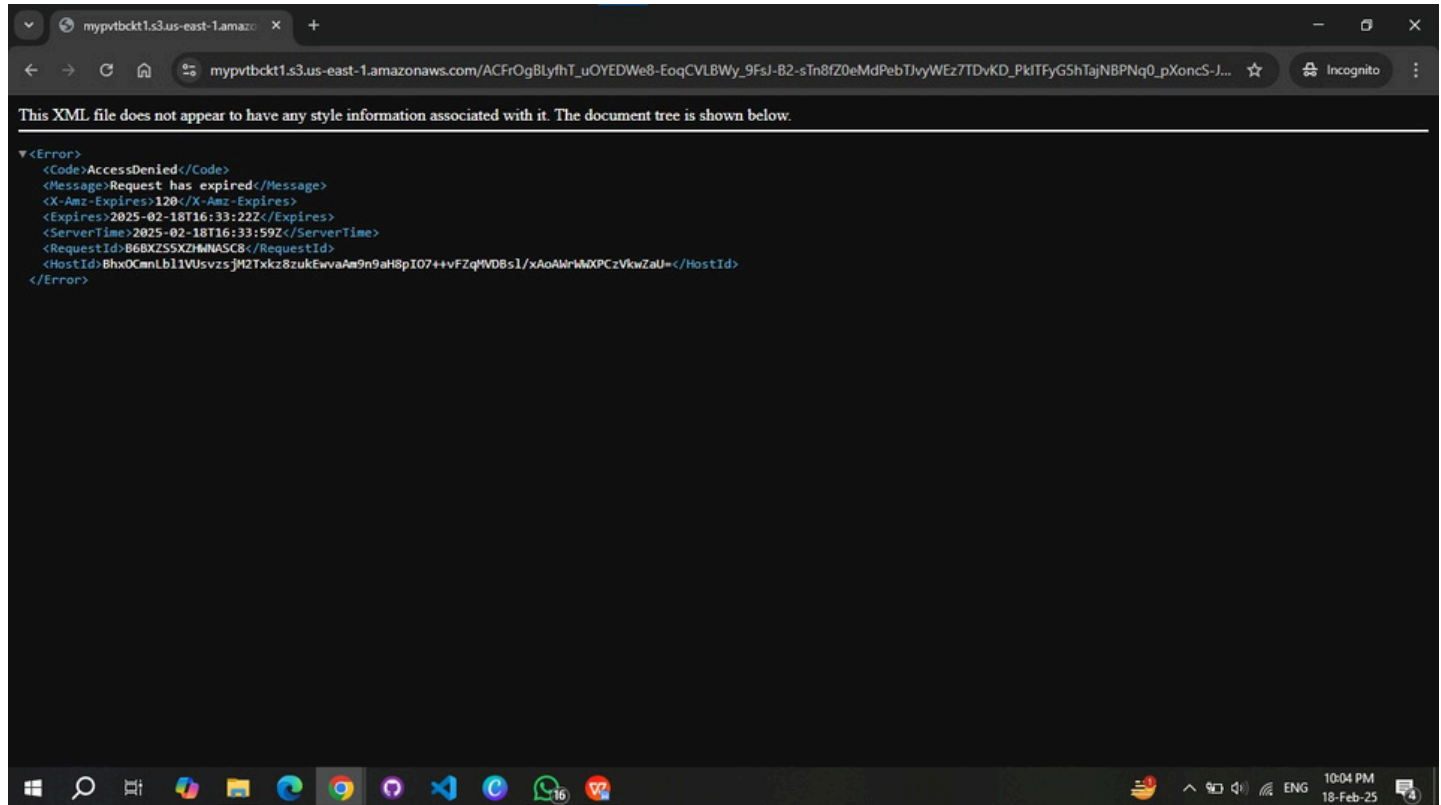 mypvtbckt1.s3.us-east-1.amazo
mypvtbckt1.s3.us-east-1.amazonaws.com/ACFrOgBLyfhT_uOYEDWe8-EoqCVLBWy_9FsJ-B2-sTn8fZ0eMdPebTJvyWEz7TDvKD_PkITFyG5hTajNBPNq0_pXoncS-J...
Incognito
This XML file does not appear to have any style information associated with it. The document tree is shown below.
▼<Error>
<Code>AccessDenied</Code>
<Message>Request has expired</Message>
<X-Amz-Expires>120</X-Amz-Expires>
<Expires>2025-02-18T16:33:22Z</Expires>
<ServerTime>2025-02-18T16:33:59Z</ServerTime>
<RequestId>B6BXZS5XZHWNASC8</RequestId>
<HostId>BhxOCmnLbl1VUsvzsjM2Txkz8zukEwvaAm9n9aH8pIO7++vFZqMVDBsl/xAoAWrWWXPCzVkwZaU=</HostId>
</Error>
16
ENG
10:04 PM
18-Feb-25
4